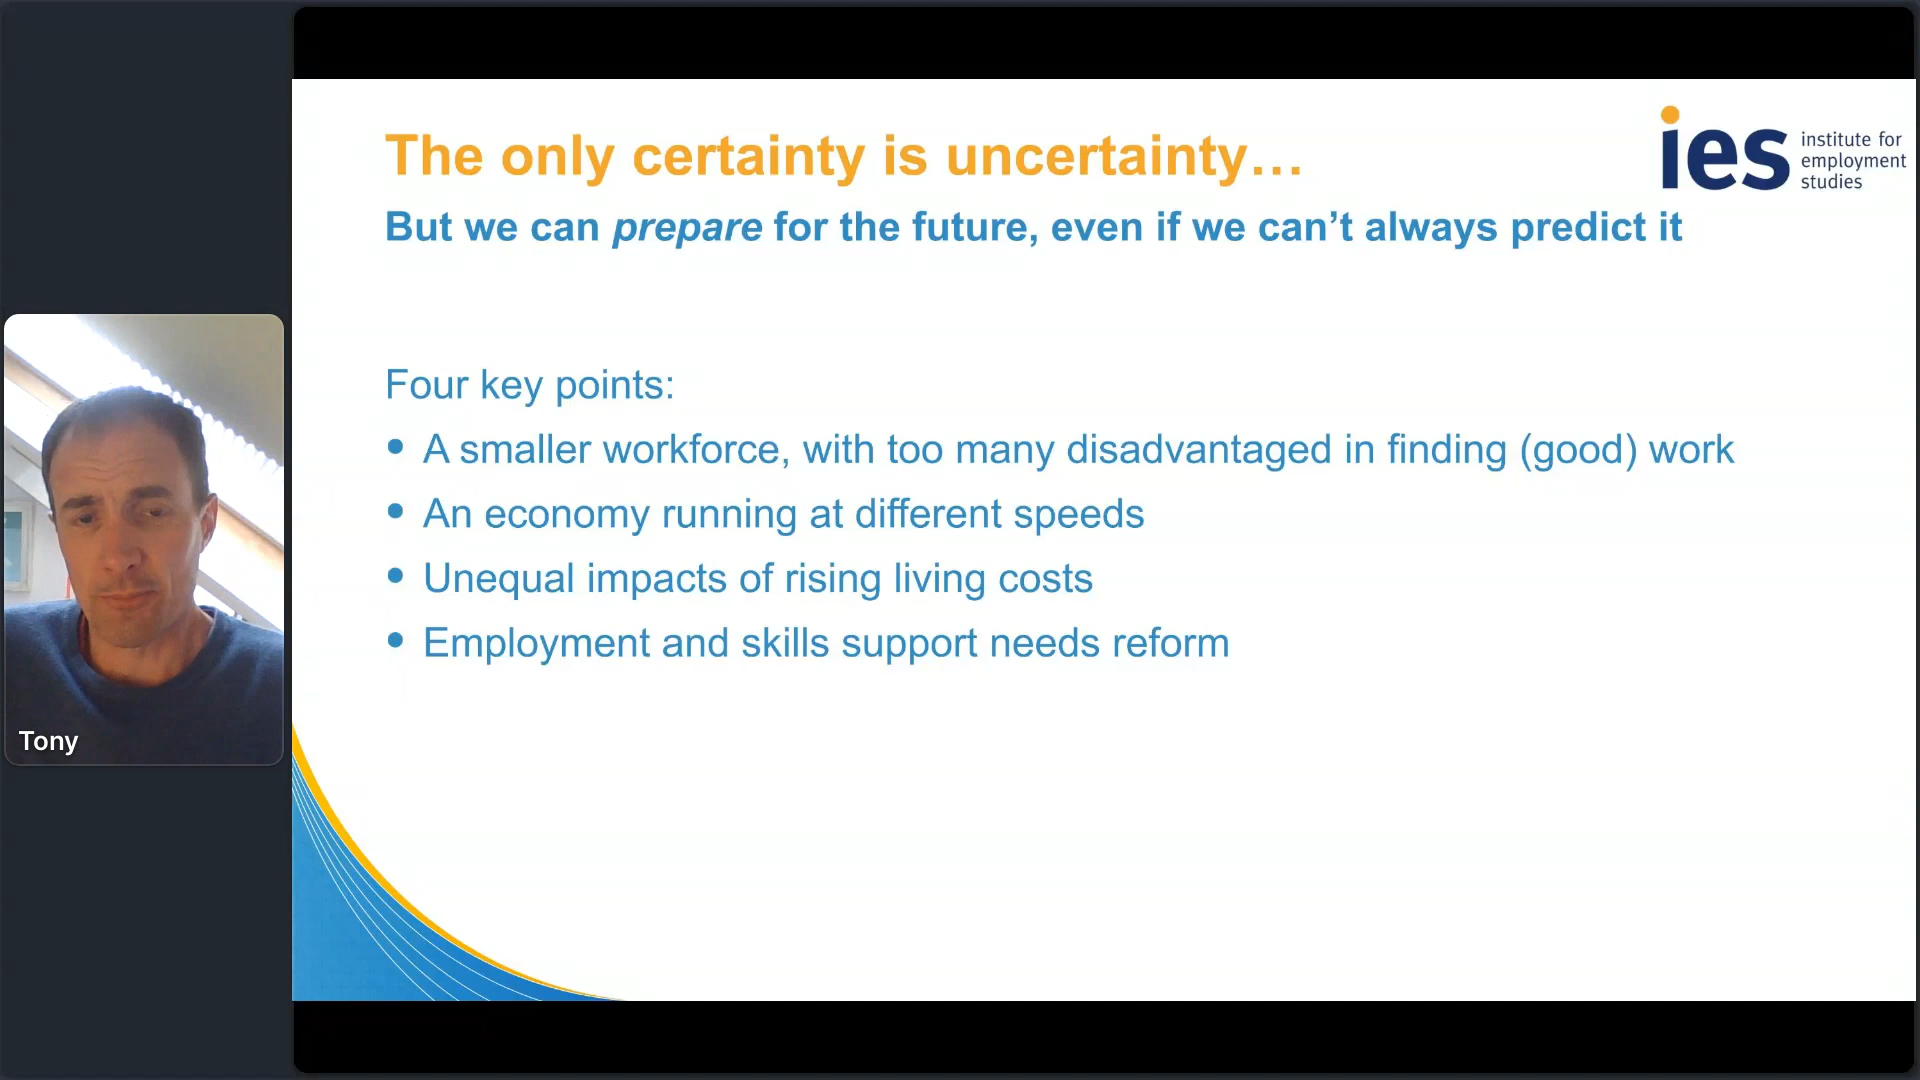 The only certainty is uncertainty…
ies institute for
employment
studies
But we can prepare for the future, even if we can’t always predict it
Four key points:
• A smaller workforce, with too many disadvantaged in finding (good) work
• An economy running at different speeds
• Unequal impacts of rising living costs
• Employment and skills support needs reform
Tony